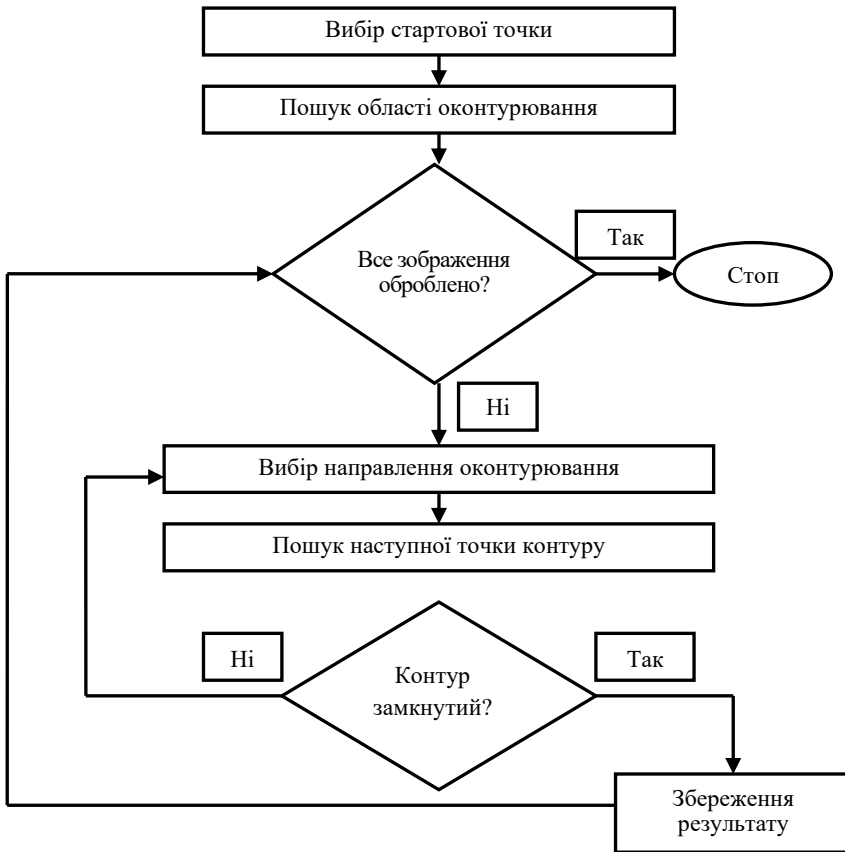 Вибір стартової точки
Пошук області оконтурювання
Так
Все зображення
оброблено?
Стоп
Ні
Вибір направлення оконтурювання
Пошук наступної точки контуру
Ні
Так
Контур
замкнутий?
Збереження
результату